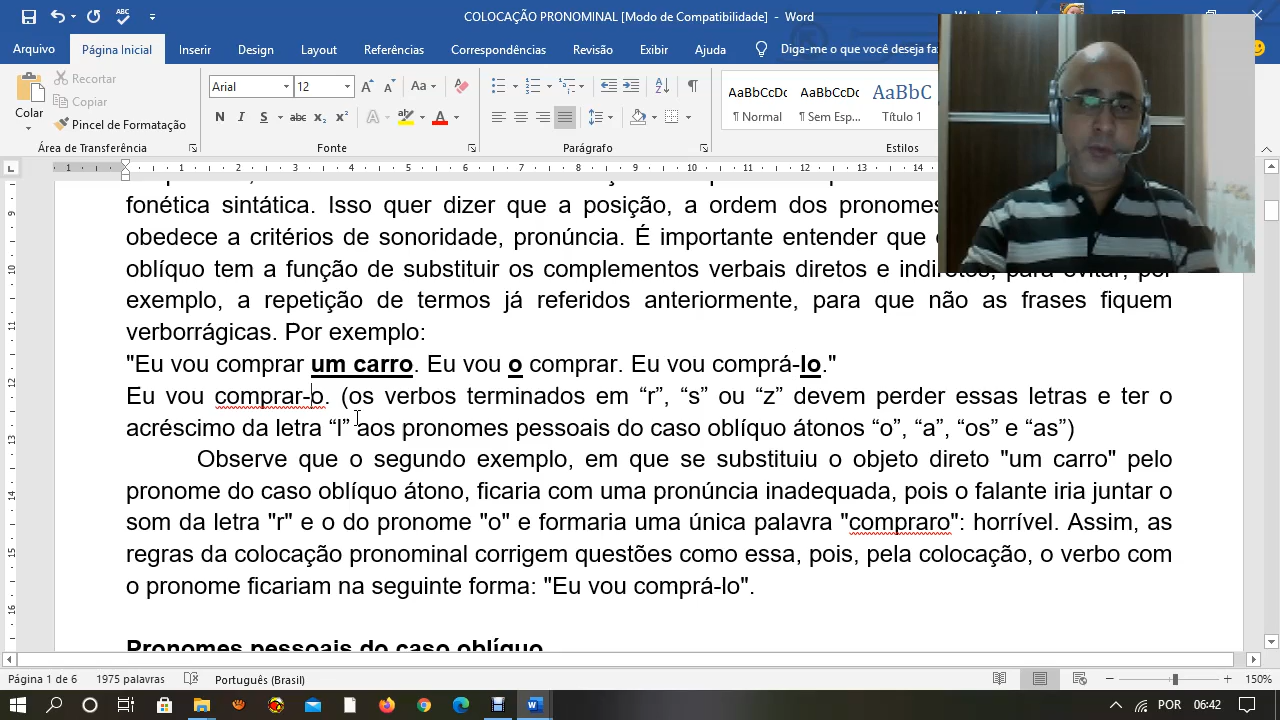 COLOCAÇÃO PRONOMINAL [Modo de Compatibilidade] - Word
Arquivo Página Inicial Inserir Design Layout Referências Correspondências Revisão Exibir Ajuda Diga-me o que você deseja
Colar
Recortar
Copiar
Pincel de Formatação
Área de Transferência
Arial 12
N I S abc x₂ x²
Fonte
Parágrafo
AaBbCcDc AaBbCcDc AaBbC
¶ Normal ¶ Sem Esp... Título 1
Estilos
fonética sintática. Isso quer dizer que a posição, a ordem dos pronomes
obedece a critérios de sonoridade, pronúncia. É importante entender que
oblíquo tem a função de substituir os complementos verbais diretos e indiretos, para evitar, por
exemplo, a repetição de termos já referidos anteriormente, para que não as frases fiquem
verborrágicas. Por exemplo:
"Eu vou comprar um carro. Eu vou o comprar. Eu vou comprá-lo."
Eu vou comprar-o. (os verbos terminados em “r”, “s” ou “z” devem perder essas letras e ter o
acréscimo da letra “l” aos pronomes pessoais do caso oblíquo átonos “o”, “a”, “os” e “as”)
Observe que o segundo exemplo, em que se substituiu o objeto direto "um carro" pelo
pronome do caso oblíquo átono, ficaria com uma pronúncia inadequada, pois o falante iria juntar o
som da letra "r" e o do pronome "o" e formaria uma única palavra "compraro": horrível. Assim, as
regras da colocação pronominal corrigem questões como essa, pois, pela colocação, o verbo com
o pronome ficariam na seguinte forma: "Eu vou comprá-lo".
Pronomes pessoais do caso oblíquo
Página 1 de 6 1975 palavras Português (Brasil) 150%
POR 06:42